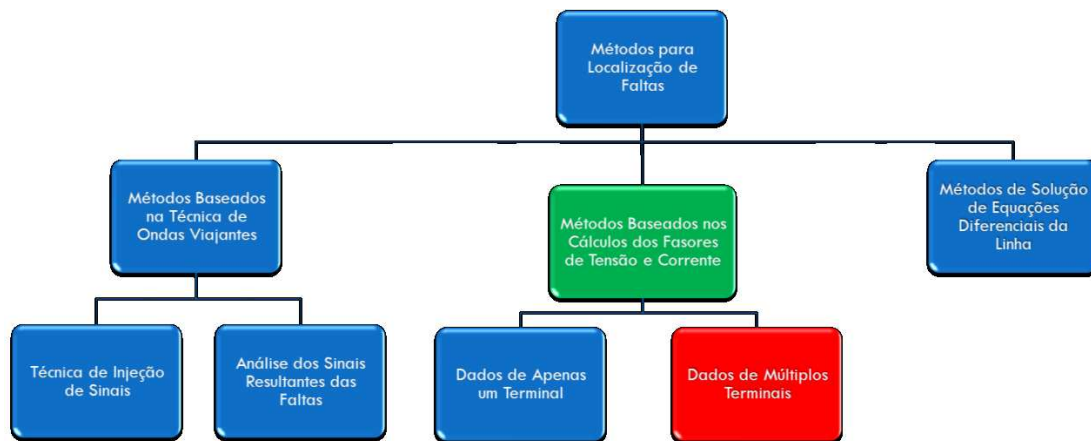 Métodos para
Localização de
Faltas
Métodos Baseados
na Técnica de
Ondas Viajantes
Métodos Baseados nos
Cálculos dos Fasores
de Tensão e Corrente
Métodos de Solução
de Equações
Diferenciais da
Linha
Técnica de Injeção
de Sinais
Análise dos Sinais
Resultantes das
Faltas
Dados de Apenas
um Terminal
Dados de Múltiplos
Terminais